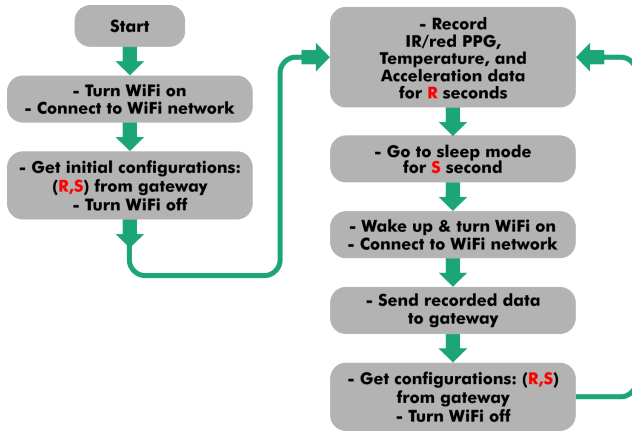 Start
- Turn WiFi on
- Connect to WiFi network
- Get initial configurations:
(R,S) from gateway
- Turn WiFi off
- Record
IR/red PPG,
Temperature, and
Acceleration data
for R seconds
- Go to sleep mode
for S second
- Wake up & turn WiFi on
- Connect to WiFi network
- Send recorded data
to gateway
- Get configurations: (R,S)
from gateway
- Turn WiFi off